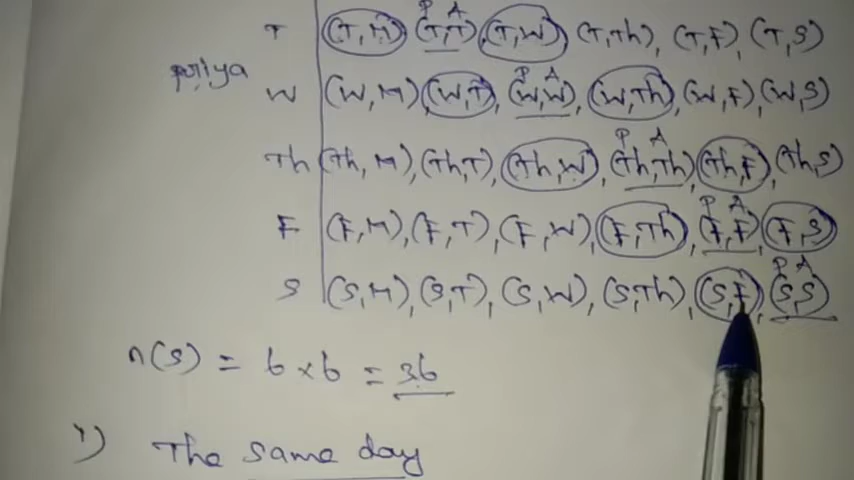 P A
T (T,M) (T,T) (T,W) (T,Th), (T,F), (T,S)
Priya
P A
W (W,M) (W,T), (W,W), (W,Th), (W,F), (W,S)
P A
Th (Th,M), (Th,T), (Th,W), (Th,Th), (Th,F), (Th,S)
P A
F (F,M), (F,T), (F,W), (F,Th), (F,F), (F,S)
P A
S (S,M), (S,T), (S,W), (S,Th), (S,F), (S,S)
n(S) = 6 x 6 = 36
1) The same day